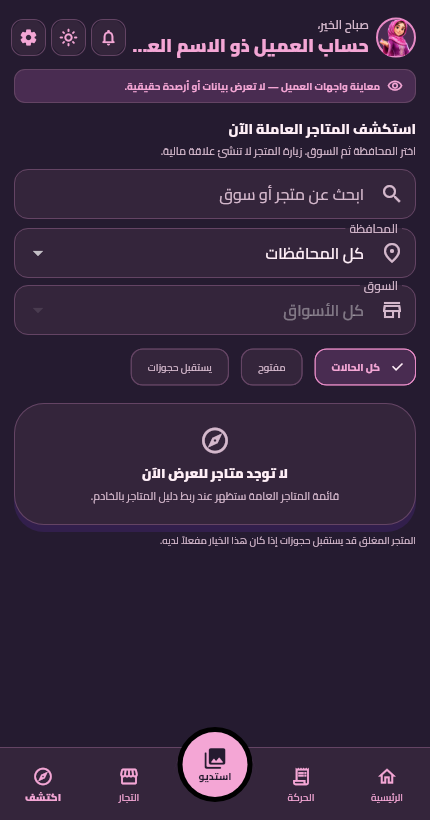 صباح الخير،
حساب العميل ذو الاسم العـ...
معاينة واجهات العميل — لا تعرض بيانات أو أرصدة حقيقية.
استكشف المتاجر العاملة الآن
اختر المحافظة ثم السوق. زيارة المتجر لا تنشئ علاقة مالية.
ابحث عن متجر أو سوق
المحافظة
كل المحافظات
السوق
كل الأسواق
كل الحالات
مفتوح
يستقبل حجوزات
لا توجد متاجر للعرض الآن
قائمة المتاجر العامة ستظهر عند ربط دليل المتاجر بالخادم.
المتجر المغلق قد يستقبل حجوزات إذا كان هذا الخيار مفعلاً لديه.
الرئيسية
الحركة
استديو
التجار
اكتشف